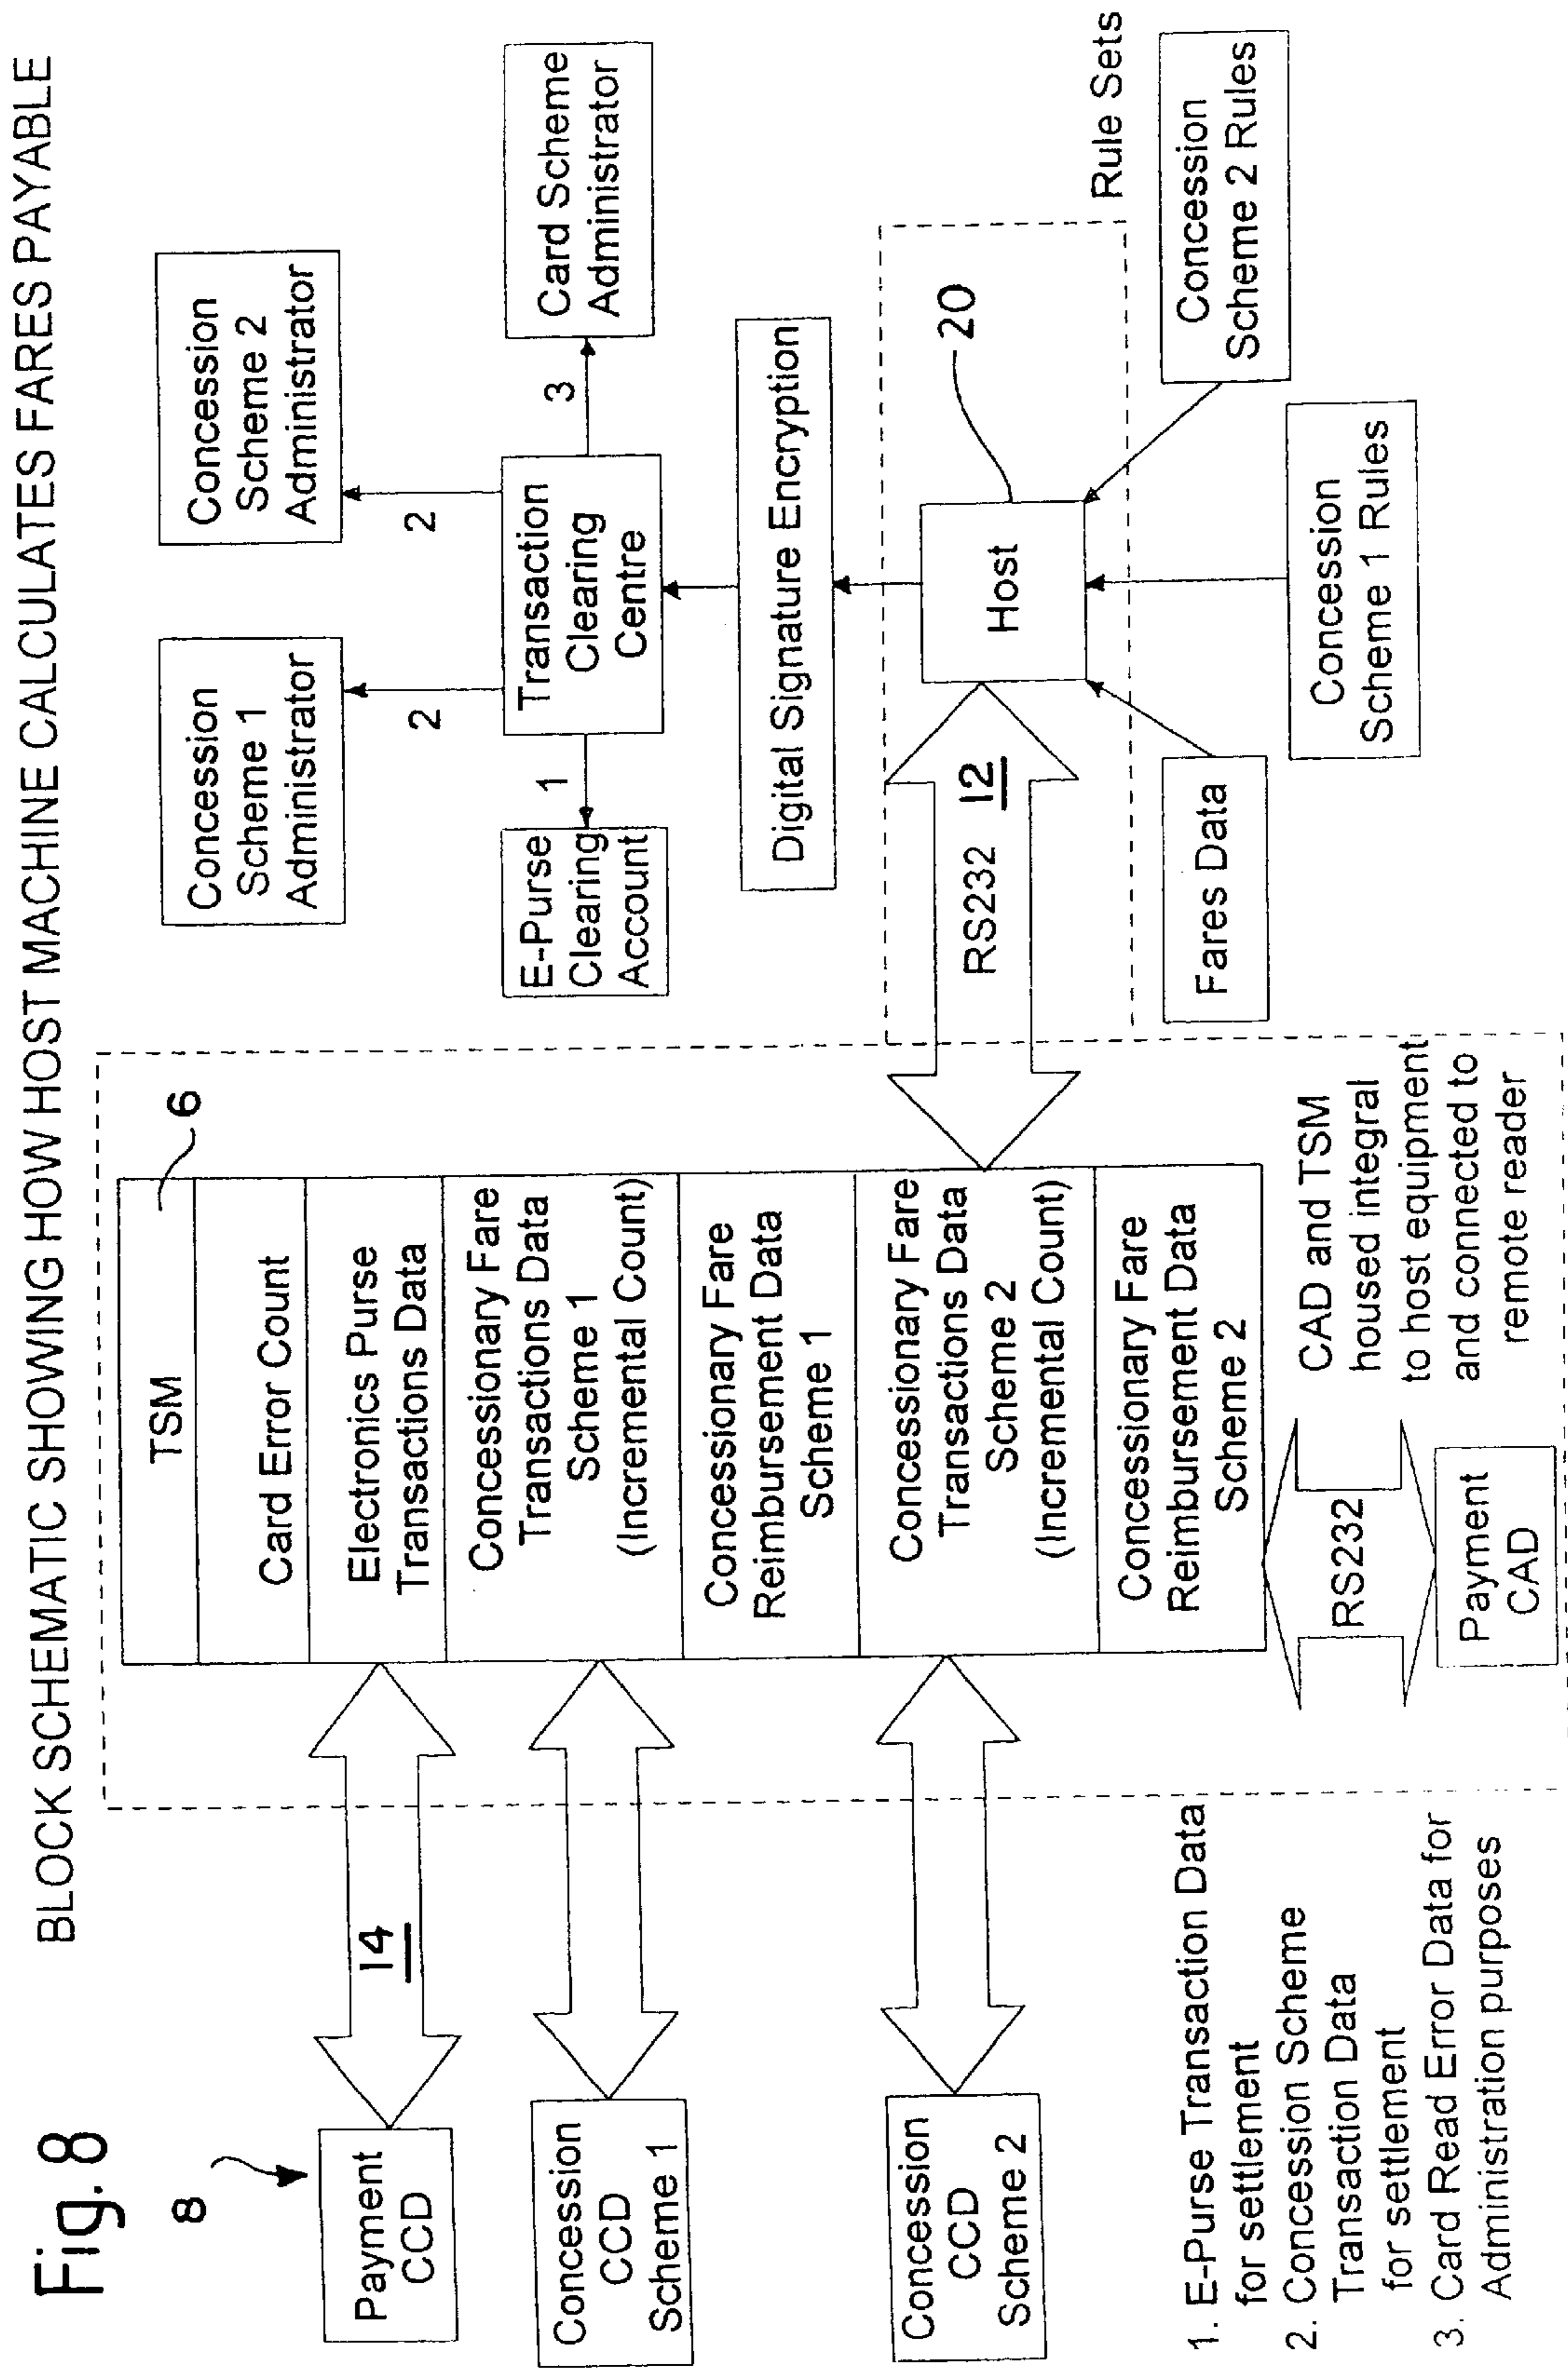 Fig. 8
BLOCK SCHEMATIC SHOWING HOW HOST MACHINE CALCULATES FARES PAYABLE
8
Payment
CCD
14
Concession
CCD
Scheme 1
Concession
CCD
Scheme 2
1. E-Purse Transaction Data
for settlement
2. Concession Scheme
Transaction Data
for settlement
3. Card Read Error Data for
Administration purposes
6
TSM
Card Error Count
Electronics Purse
Transactions Data
Concessionary Fare
Transactions Data
Scheme 1
(Incremental Count)
Concessionary Fare
Reimbursement Data
Scheme 1
Concessionary Fare
Transactions Data
Scheme 2
(Incremental Count)
Concessionary Fare
Reimbursement Data
Scheme 2
RS232
Payment
CAD
CAD and TSM
housed integral
to host equipment
and connected to
remote reader
Concession
Scheme 1
Administrator
Concession
Scheme 2
Administrator
2
2
E-Purse
Clearing
Account
1
Transaction
Clearing
Centre
3
Card Scheme
Administrator
Digital Signature Encryption
RS232
12
Host
20
Rule Sets
Fares Data
Concession
Scheme 1 Rules
Concession
Scheme 2 Rules